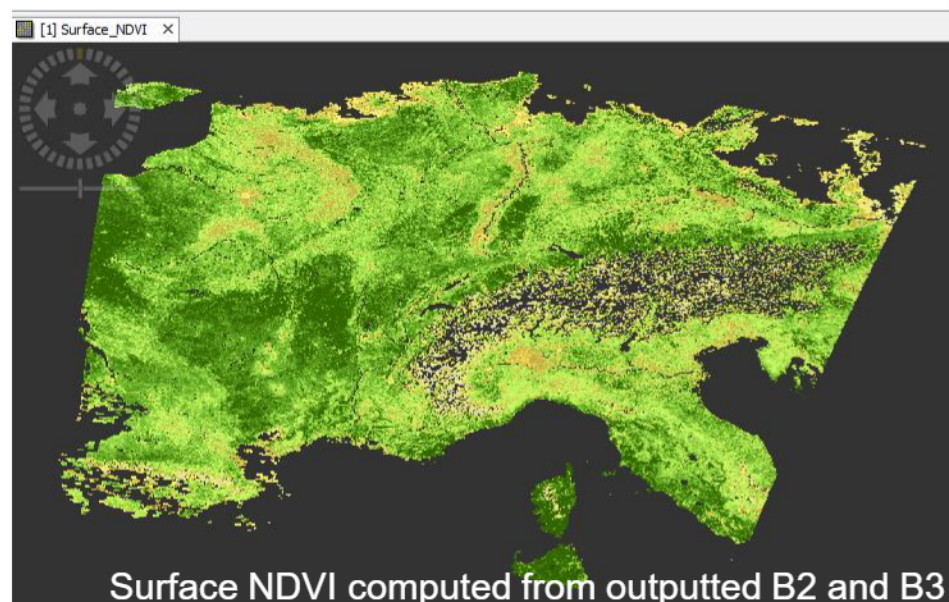 [1] Surface_NDVI
Surface NDVI computed from outputted B2 and B3